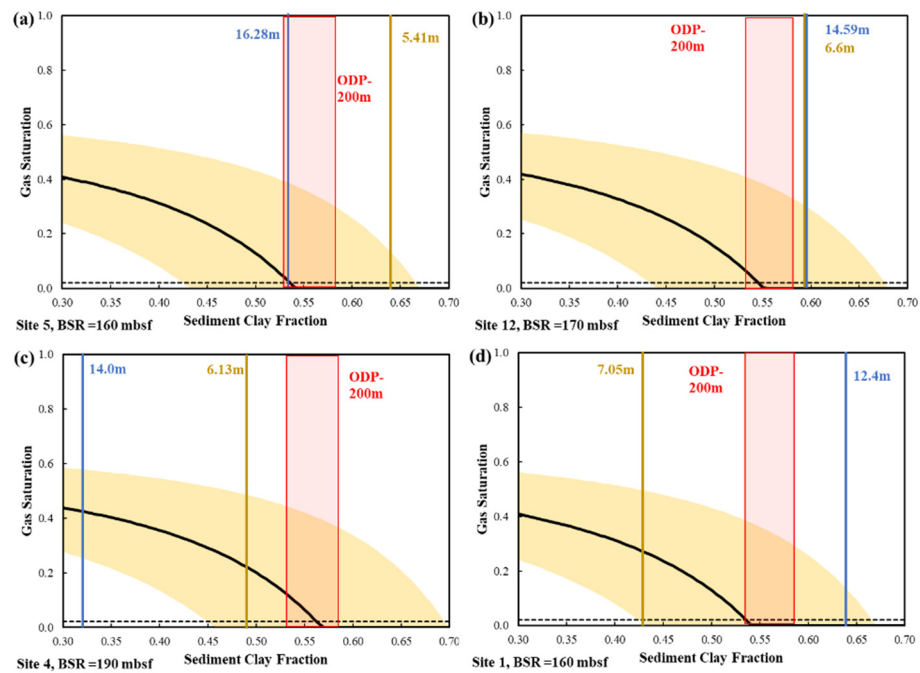 (a)
1.0
0.8
0.6
0.4
0.2
0.0
Gas Saturation
16.28m
5.41m
ODP-
200m
0.30 0.35 0.40 0.45 0.50 0.55 0.60 0.65 0.70
Site 5, BSR =160 mbsf
Sediment Clay Fraction
(b)
1.0
0.8
0.6
0.4
0.2
0.0
Gas Saturation
ODP-
200m
14.59m
6.6m
0.30 0.35 0.40 0.45 0.50 0.55 0.60 0.65 0.70
Site 12, BSR =170 mbsf
Sediment Clay Fraction
(c)
1.0
0.8
0.6
0.4
0.2
0.0
Gas Saturation
14.0m
6.13m
ODP-
200m
0.30 0.35 0.40 0.45 0.50 0.55 0.60 0.65 0.70
Site 4, BSR =190 mbsf
Sediment Clay Fraction
(d)
1.0
0.8
0.6
0.4
0.2
0.0
Gas Saturation
7.05m
ODP-
200m
12.4m
0.30 0.35 0.40 0.45 0.50 0.55 0.60 0.65 0.70
Site 1, BSR =160 mbsf
Sediment Clay Fraction